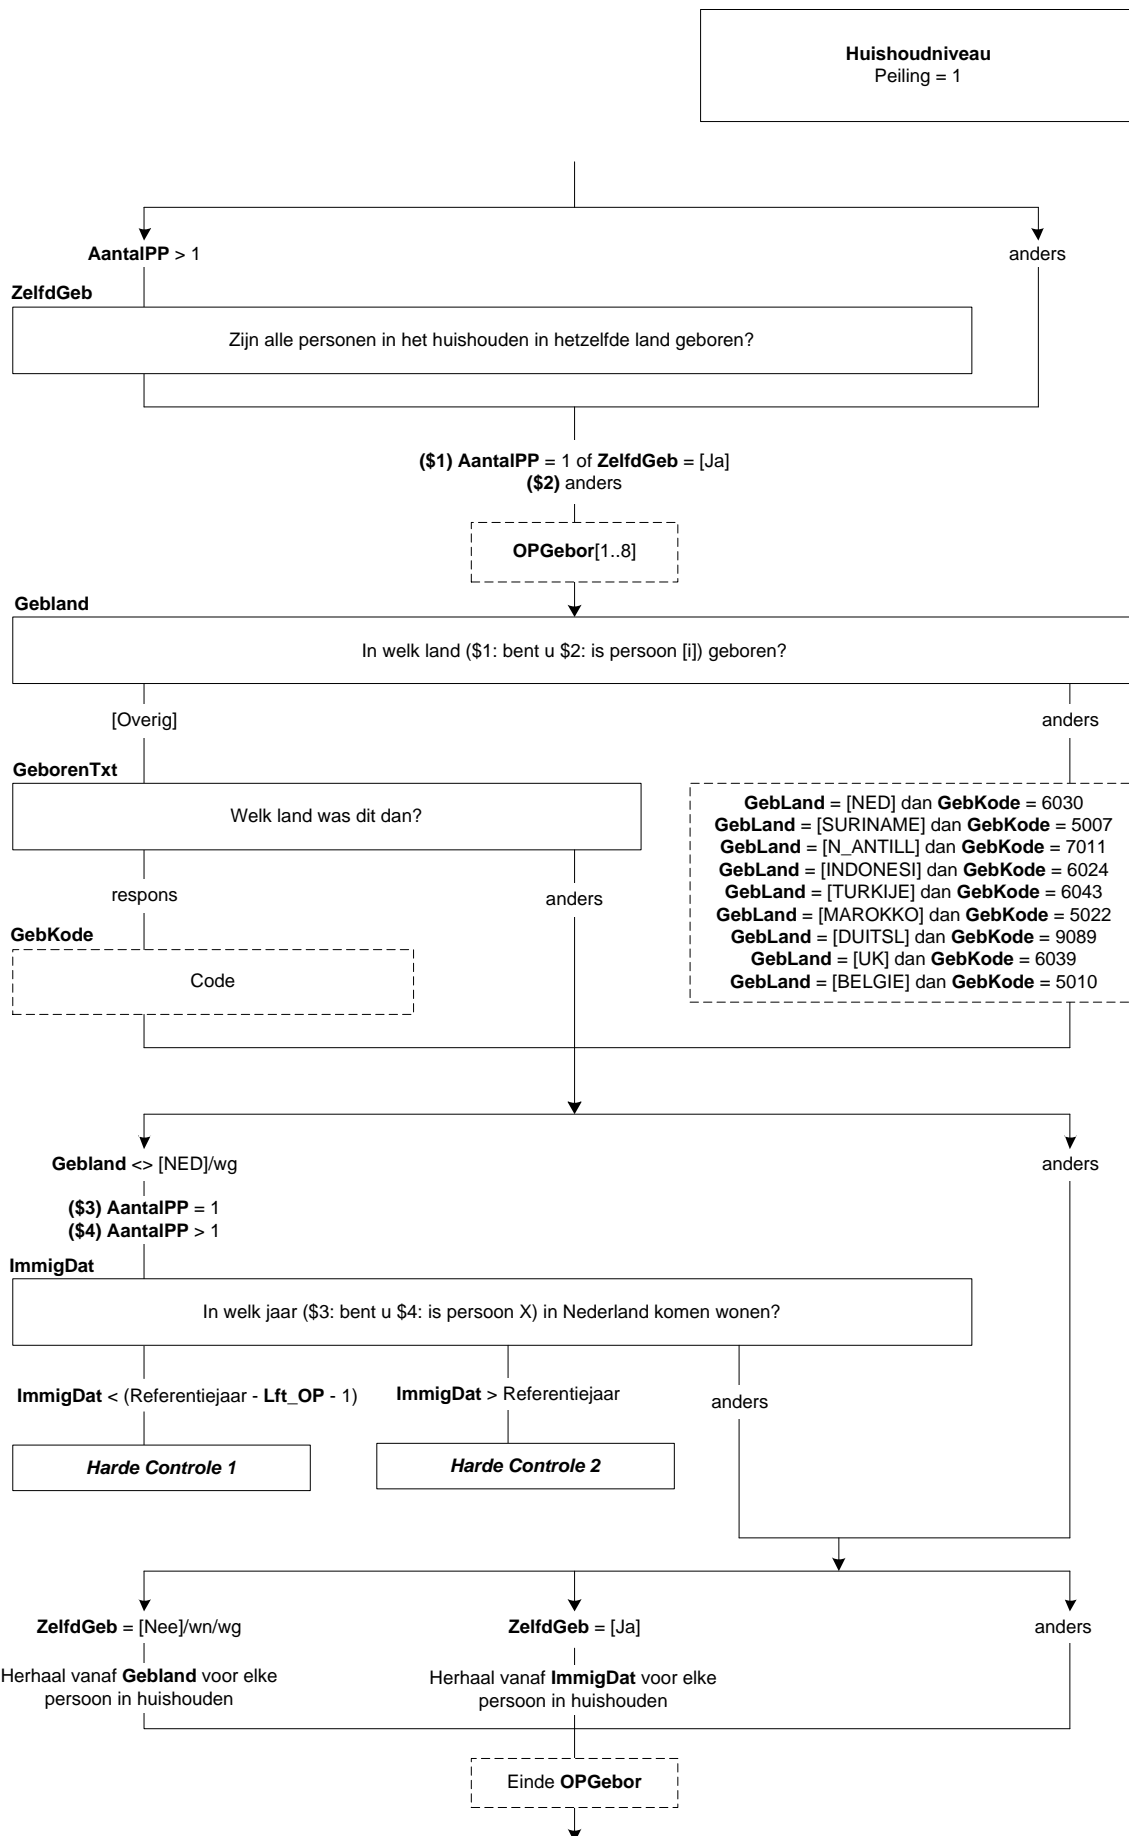 Huishoudniveau
Peiling = 1
AantalPP > 1
anders
ZelfdGeb
Zijn alle personen in het huishouden in hetzelfde land geboren?
($1) AantalPP = 1 of ZelfdGeb = [Ja]
($2) anders
OPGebor[1..8]
Gebland
In welk land ($1: bent u $2: is persoon [i]) geboren?
[Overig]
anders
GeborenTxt
Welk land was dit dan?
respons
anders
GebKode
Code
GebLand = [NED] dan GebKode = 6030
GebLand = [SURINAME] dan GebKode = 5007
GebLand = [N_ANTILL] dan GebKode = 7011
GebLand = [INDONESI] dan GebKode = 6024
GebLand = [TURKIJE] dan GebKode = 6043
GebLand = [MAROKKO] dan GebKode = 5022
GebLand = [DUITSL] dan GebKode = 9089
GebLand = [UK] dan GebKode = 6039
GebLand = [BELGIE] dan GebKode = 5010
Gebland <> [NED]/wg
anders
($3) AantalPP = 1
($4) AantalPP > 1
ImmigDat
In welk jaar ($3: bent u $4: is persoon X) in Nederland komen wonen?
ImmigDat < (Referentiejaar - Lft_OP - 1)
ImmigDat > Referentiejaar
anders
Harde Controle 1
Harde Controle 2
ZelfdGeb = [Nee]/wn/wg
ZelfdGeb = [Ja]
anders
Herhaal vanaf Gebland voor elke
persoon in huishouden
Herhaal vanaf ImmigDat voor elke
persoon in huishouden
Einde OPGebor